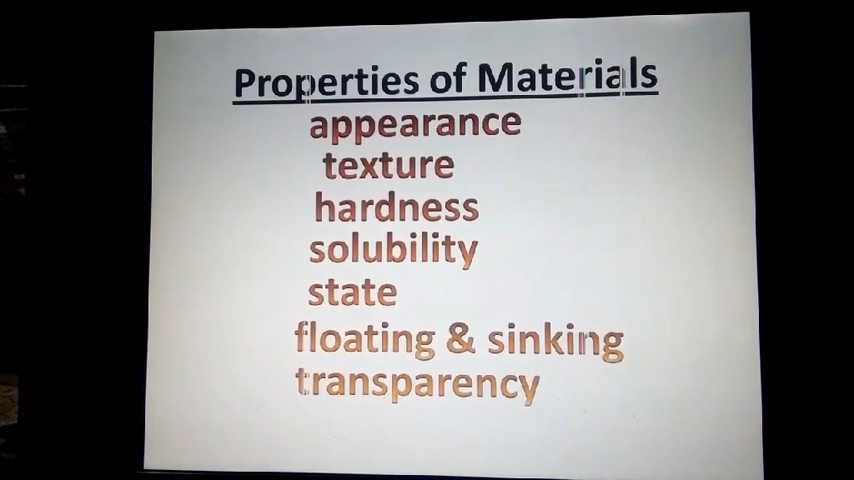 Properties of Materials
appearance
texture
hardness
solubility
state
floating & sinking
transparency